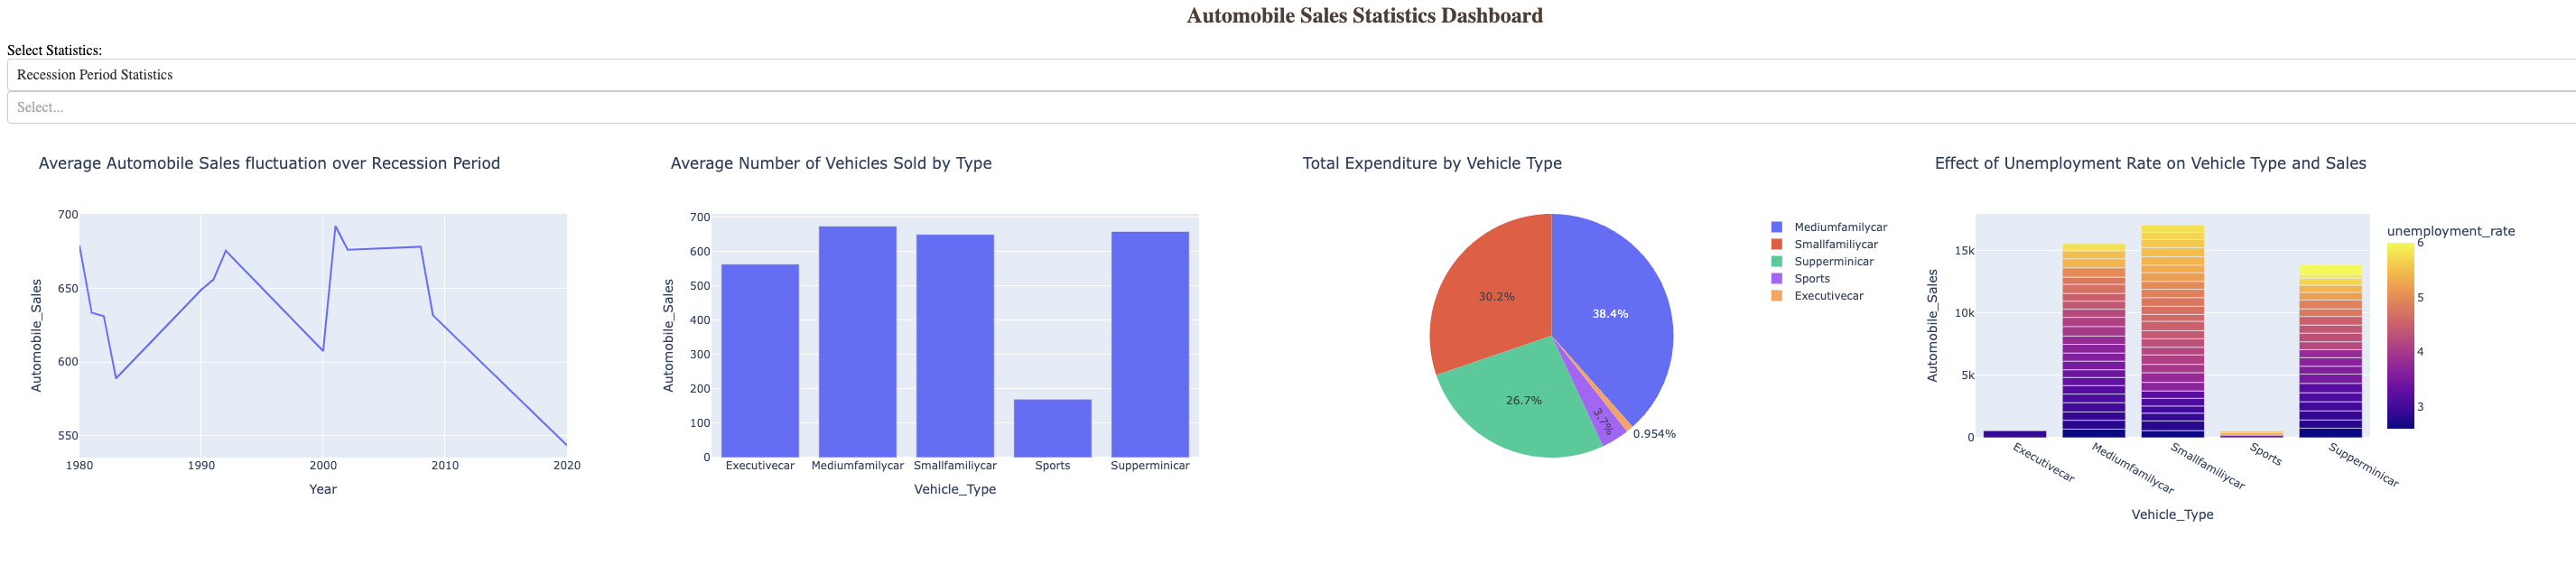 Automobile Sales Statistics Dashboard
Select Statistics:
Recession Period Statistics
Select...
Average Automobile Sales fluctuation over Recession Period
700
650
600
550
Automobile_Sales
1980 1990 2000 2010 2020
Year
Average Number of Vehicles Sold by Type
700
600
500
400
300
200
100
0
Automobile_Sales
Executivecar Mediumfamilycar Smallfamiliycar Sports Supperminicar
Vehicle_Type
Total Expenditure by Vehicle Type
38.4%
30.2%
26.7%
3.7%
0.954%
Mediumfamilycar
Smallfamiliycar
Supperminicar
Sports
Executivecar
Effect of Unemployment Rate on Vehicle Type and Sales
15k
10k
5k
0
Automobile_Sales
Executivecar Mediumfamilycar Smallfamiliycar Sports Supperminicar
Vehicle_Type
unemployment_rate
6
5
4
3